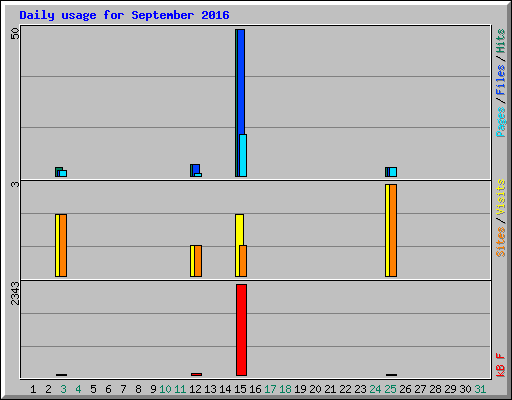 Daily usage for September 2016
50
3
2343
Pages / Files / Hits
Sites / Visits
kB F
1 2 3 4 5 6 7 8 9 10 11 12 13 14 15 16 17 18 19 20 21 22 23 24 25 26 27 28 29 30 31